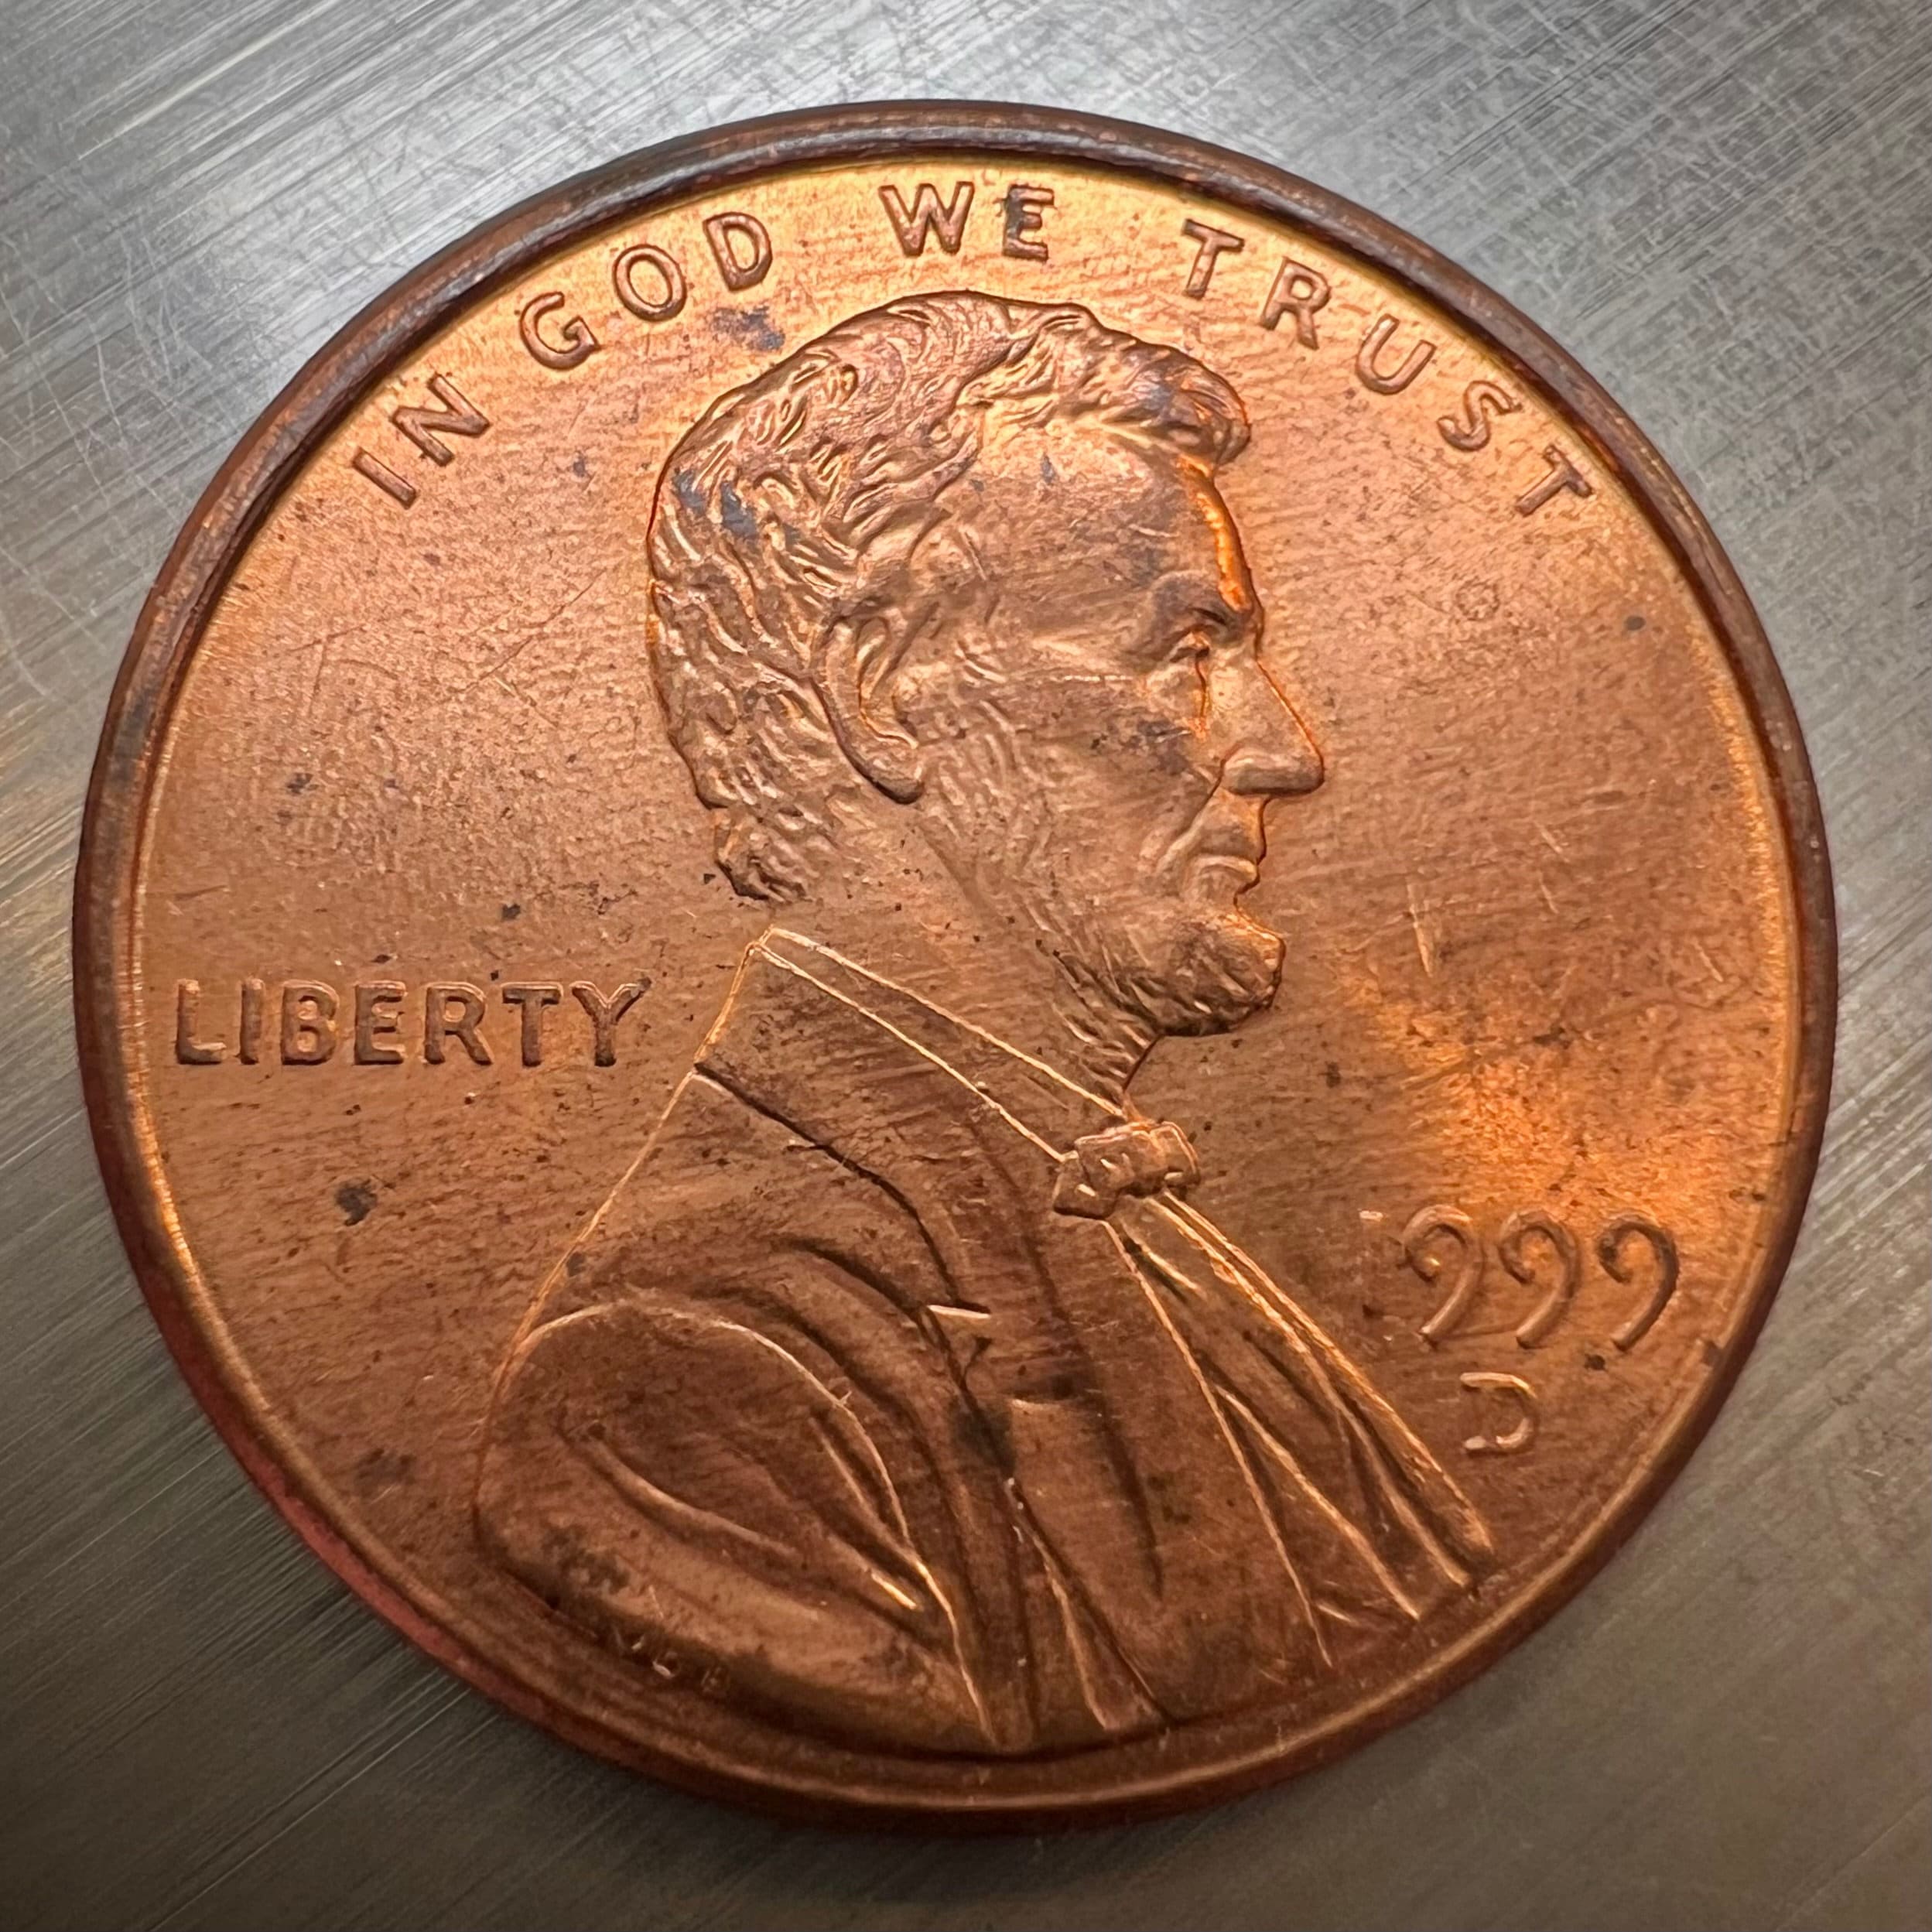 IN GOD WE TRUST
LIBERTY
1999
D